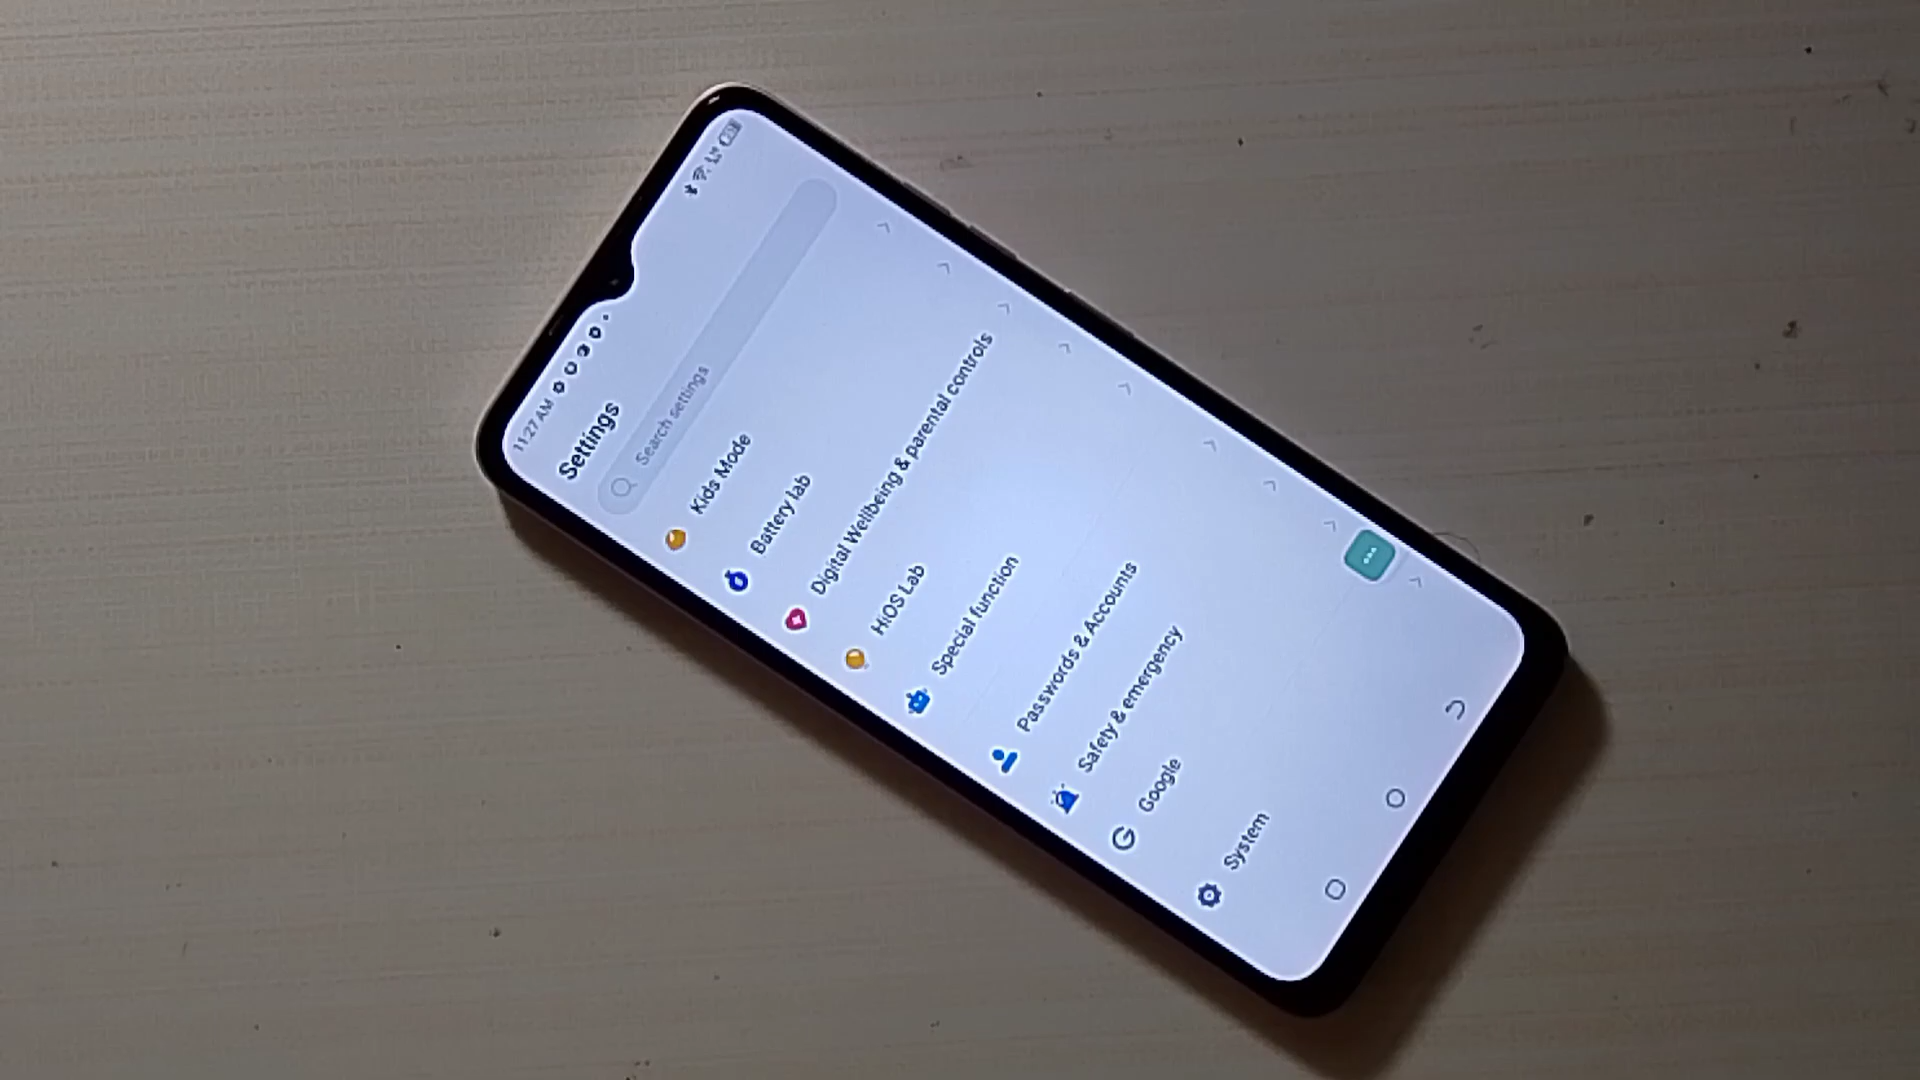 11:27 AM
Settings
Search settings
Kids Mode
Battery lab
Digital Wellbeing & parental controls
HiOS Lab
Special function
Passwords & Accounts
Safety & emergency
Google
System